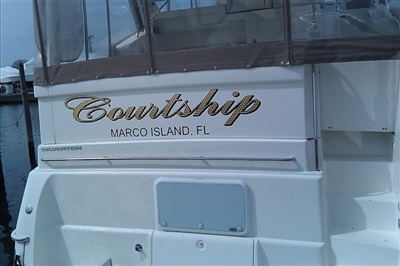 Courtship
MARCO ISLAND, FL
SILVERTON